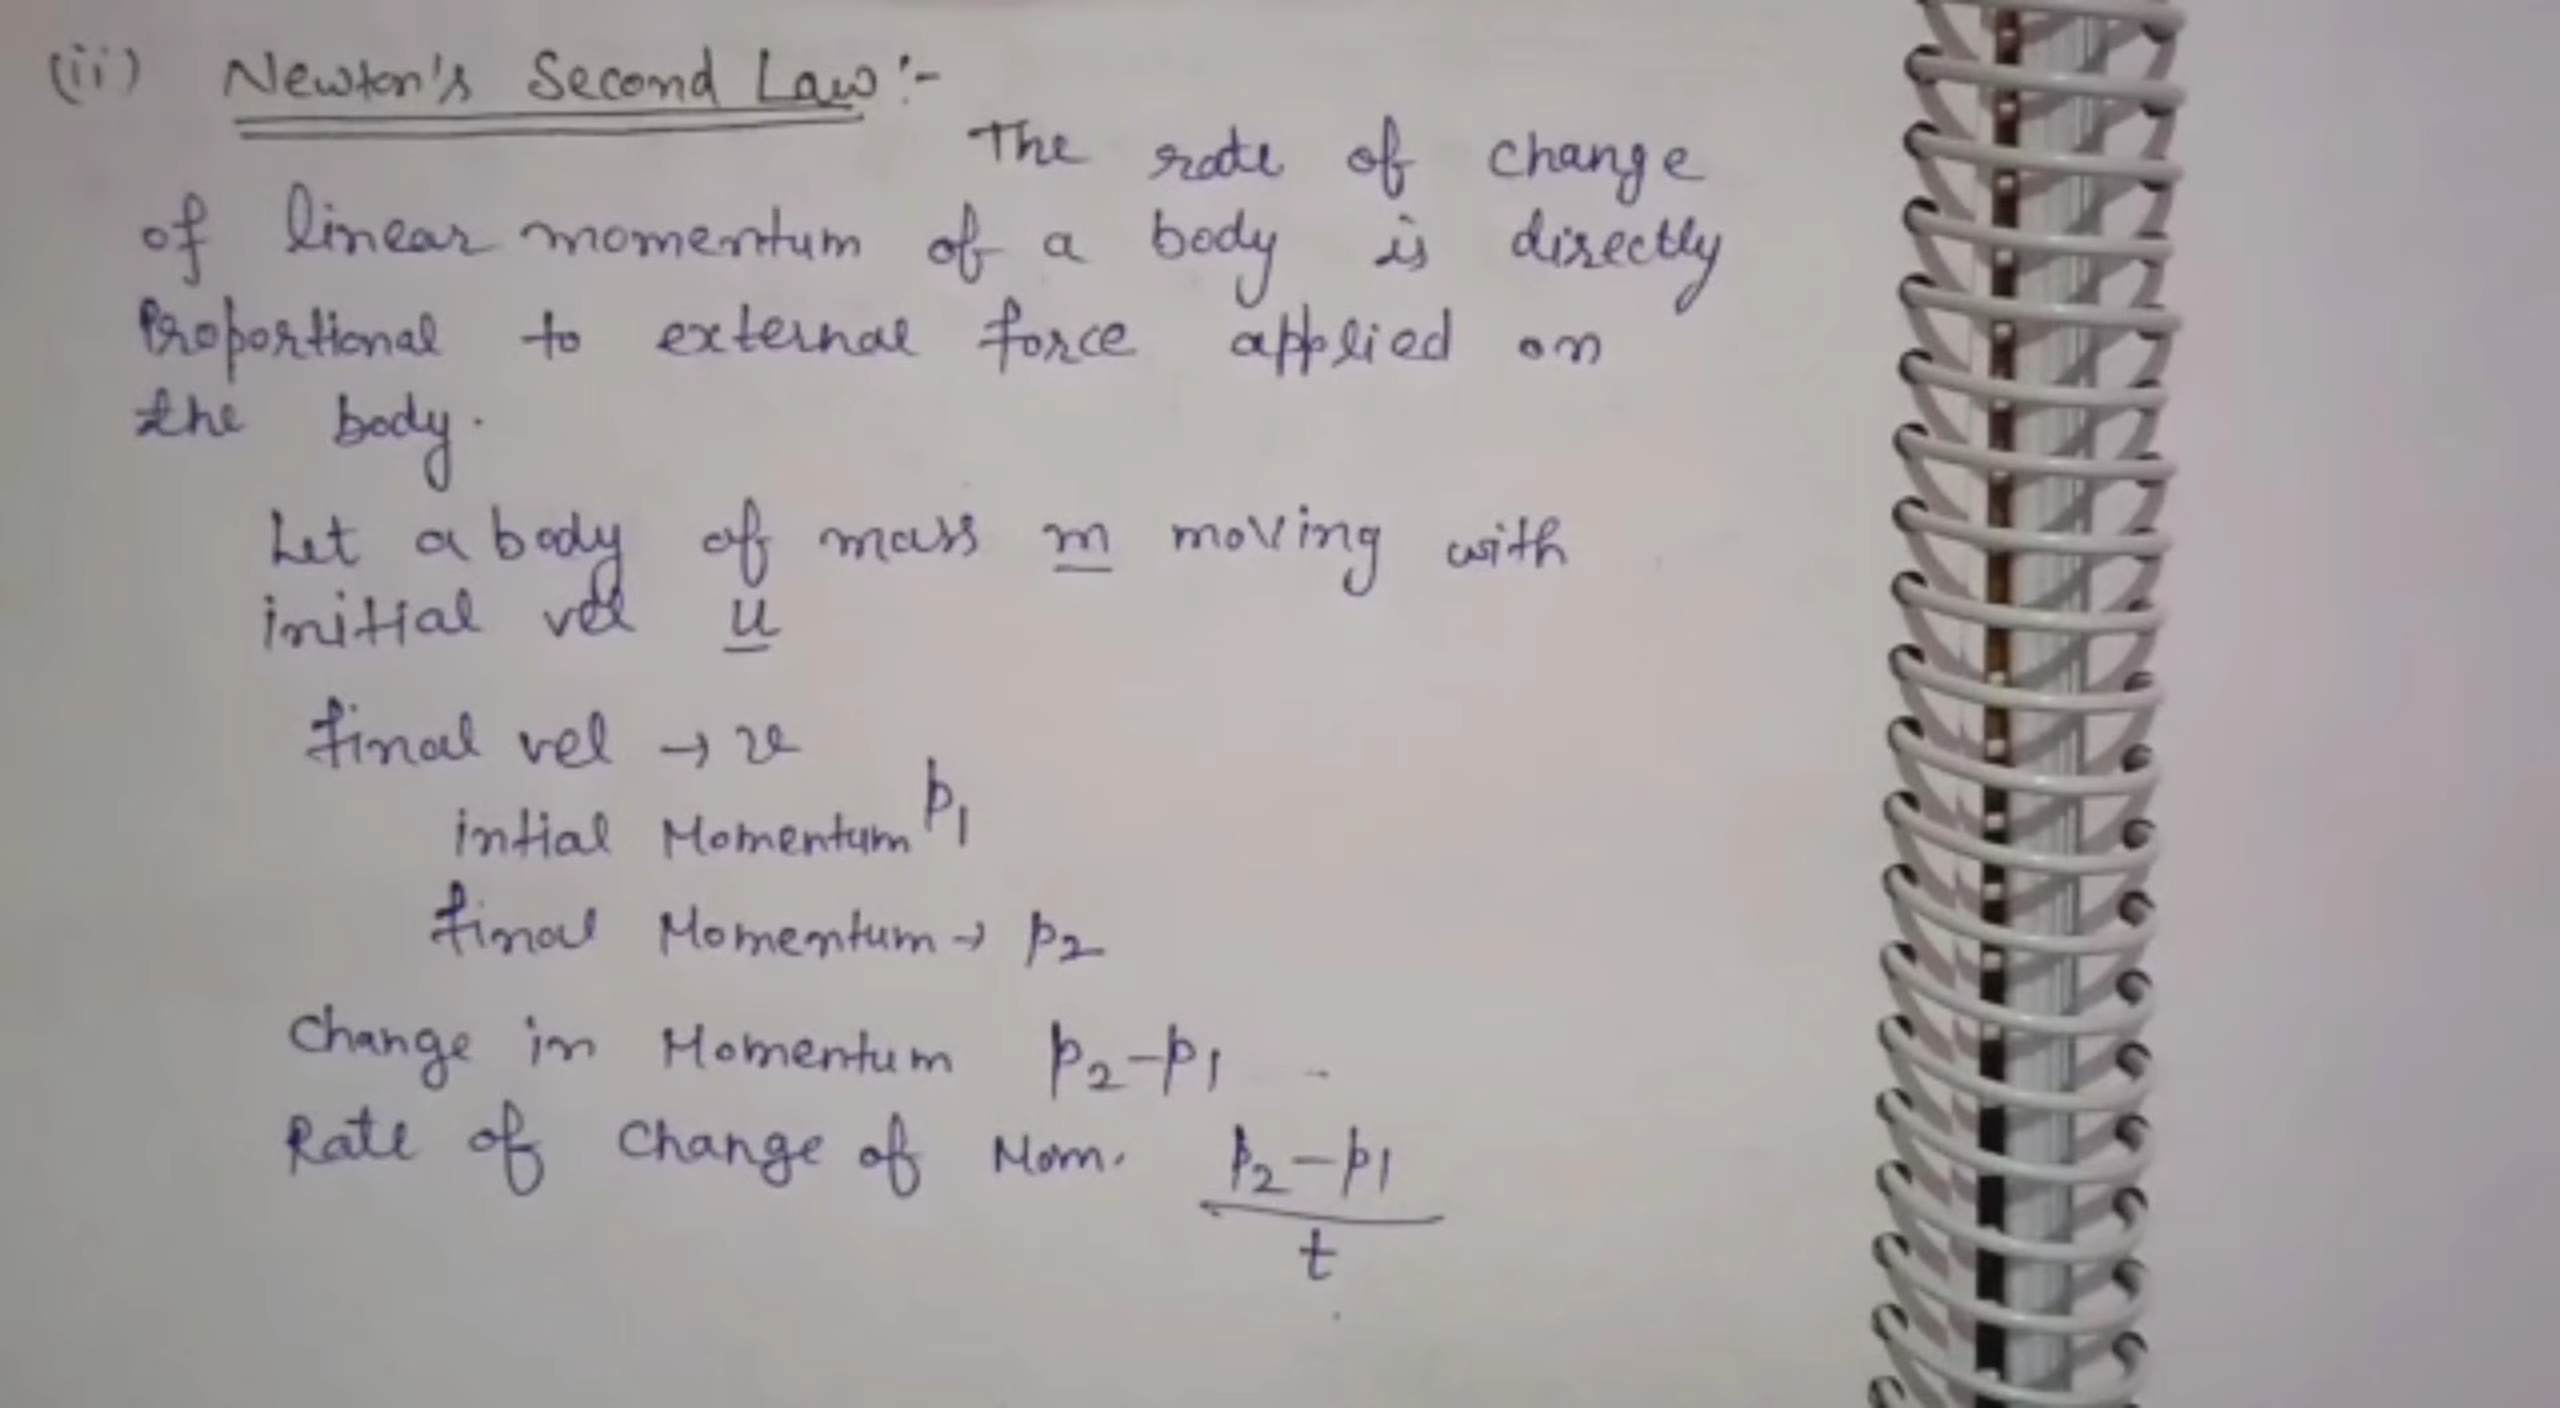 (ii) Newton's Second Law :-
The rate of change
of linear momentum of a body is directly
proportional to external force applied on
the body.
Let a body of mass m moving with
initial vel u
final vel → v
intial Momentum p₁
final Momentum → p₂
Change in Momentum p₂-p₁
Rate of change of Mom. p₂-p₁
t